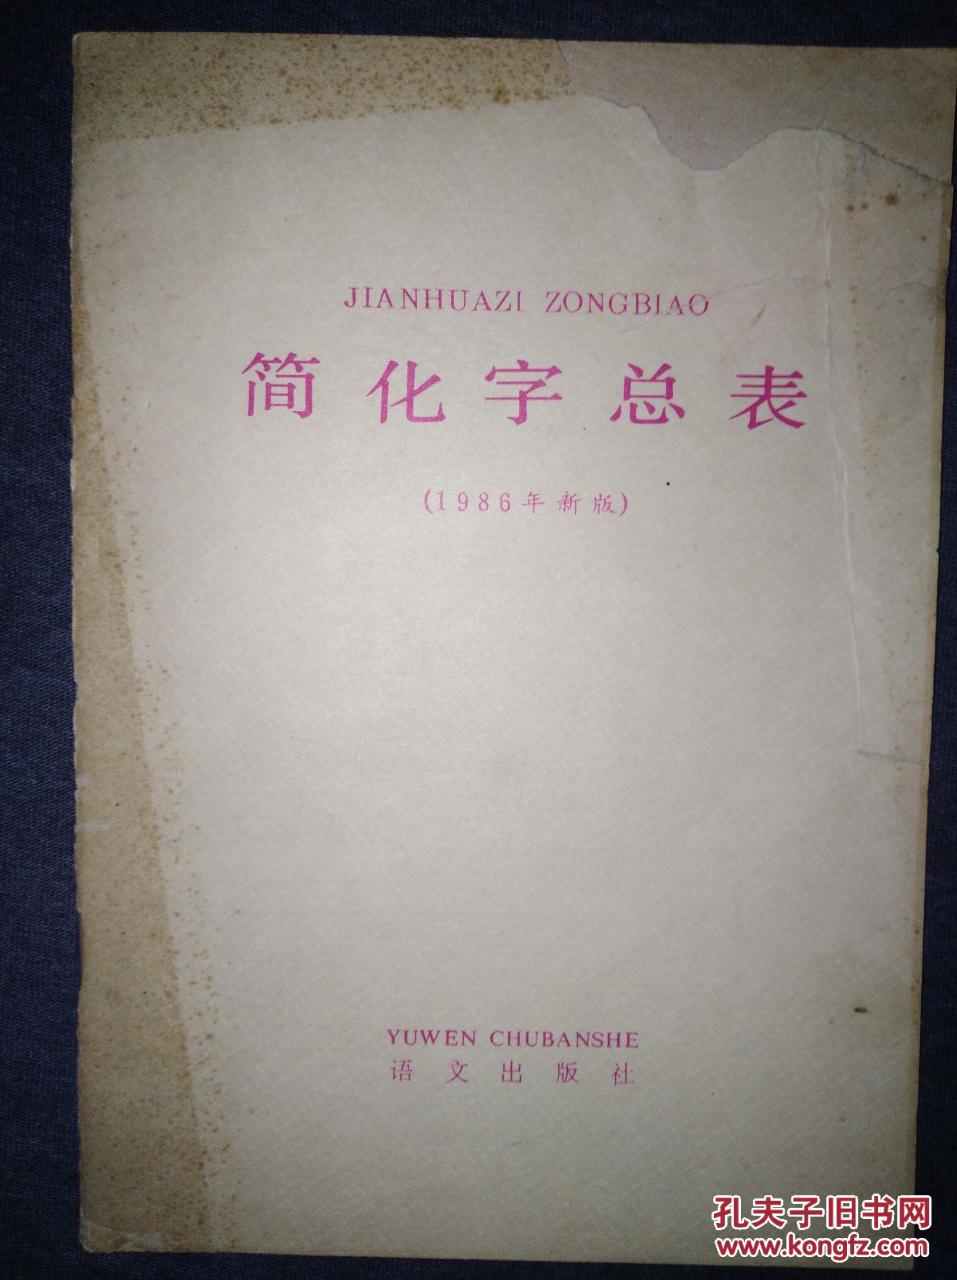 JIANHUAZI ZONGBIAO
简化字总表
(1986年新版)
YUWEN CHUBANSHE
语文出版社
孔夫子旧书网
www.kongfz.com